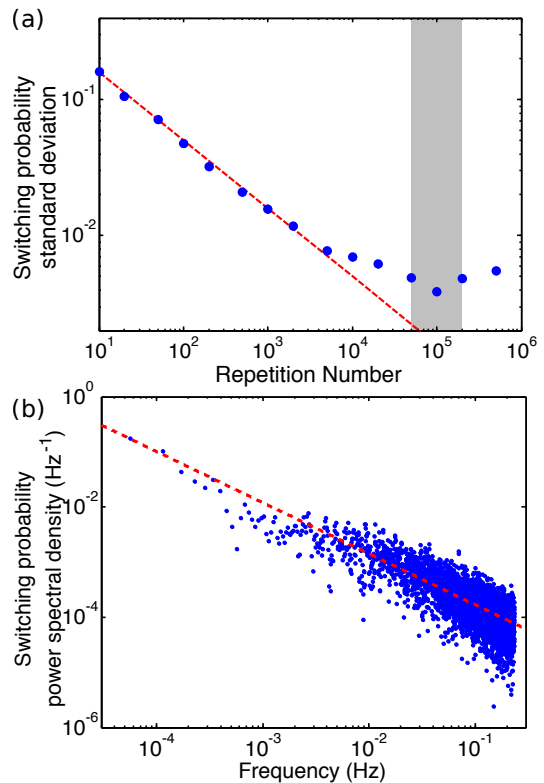 (a)
10^-1
10^-2
Switching probability
standard deviation
10^1 10^2 10^3 10^4 10^5 10^6
Repetition Number
(b)
10^0
10^-2
10^-4
10^-6
Switching probability
power spectral density (Hz^-1)
10^-4 10^-3 10^-2 10^-1
Frequency (Hz)